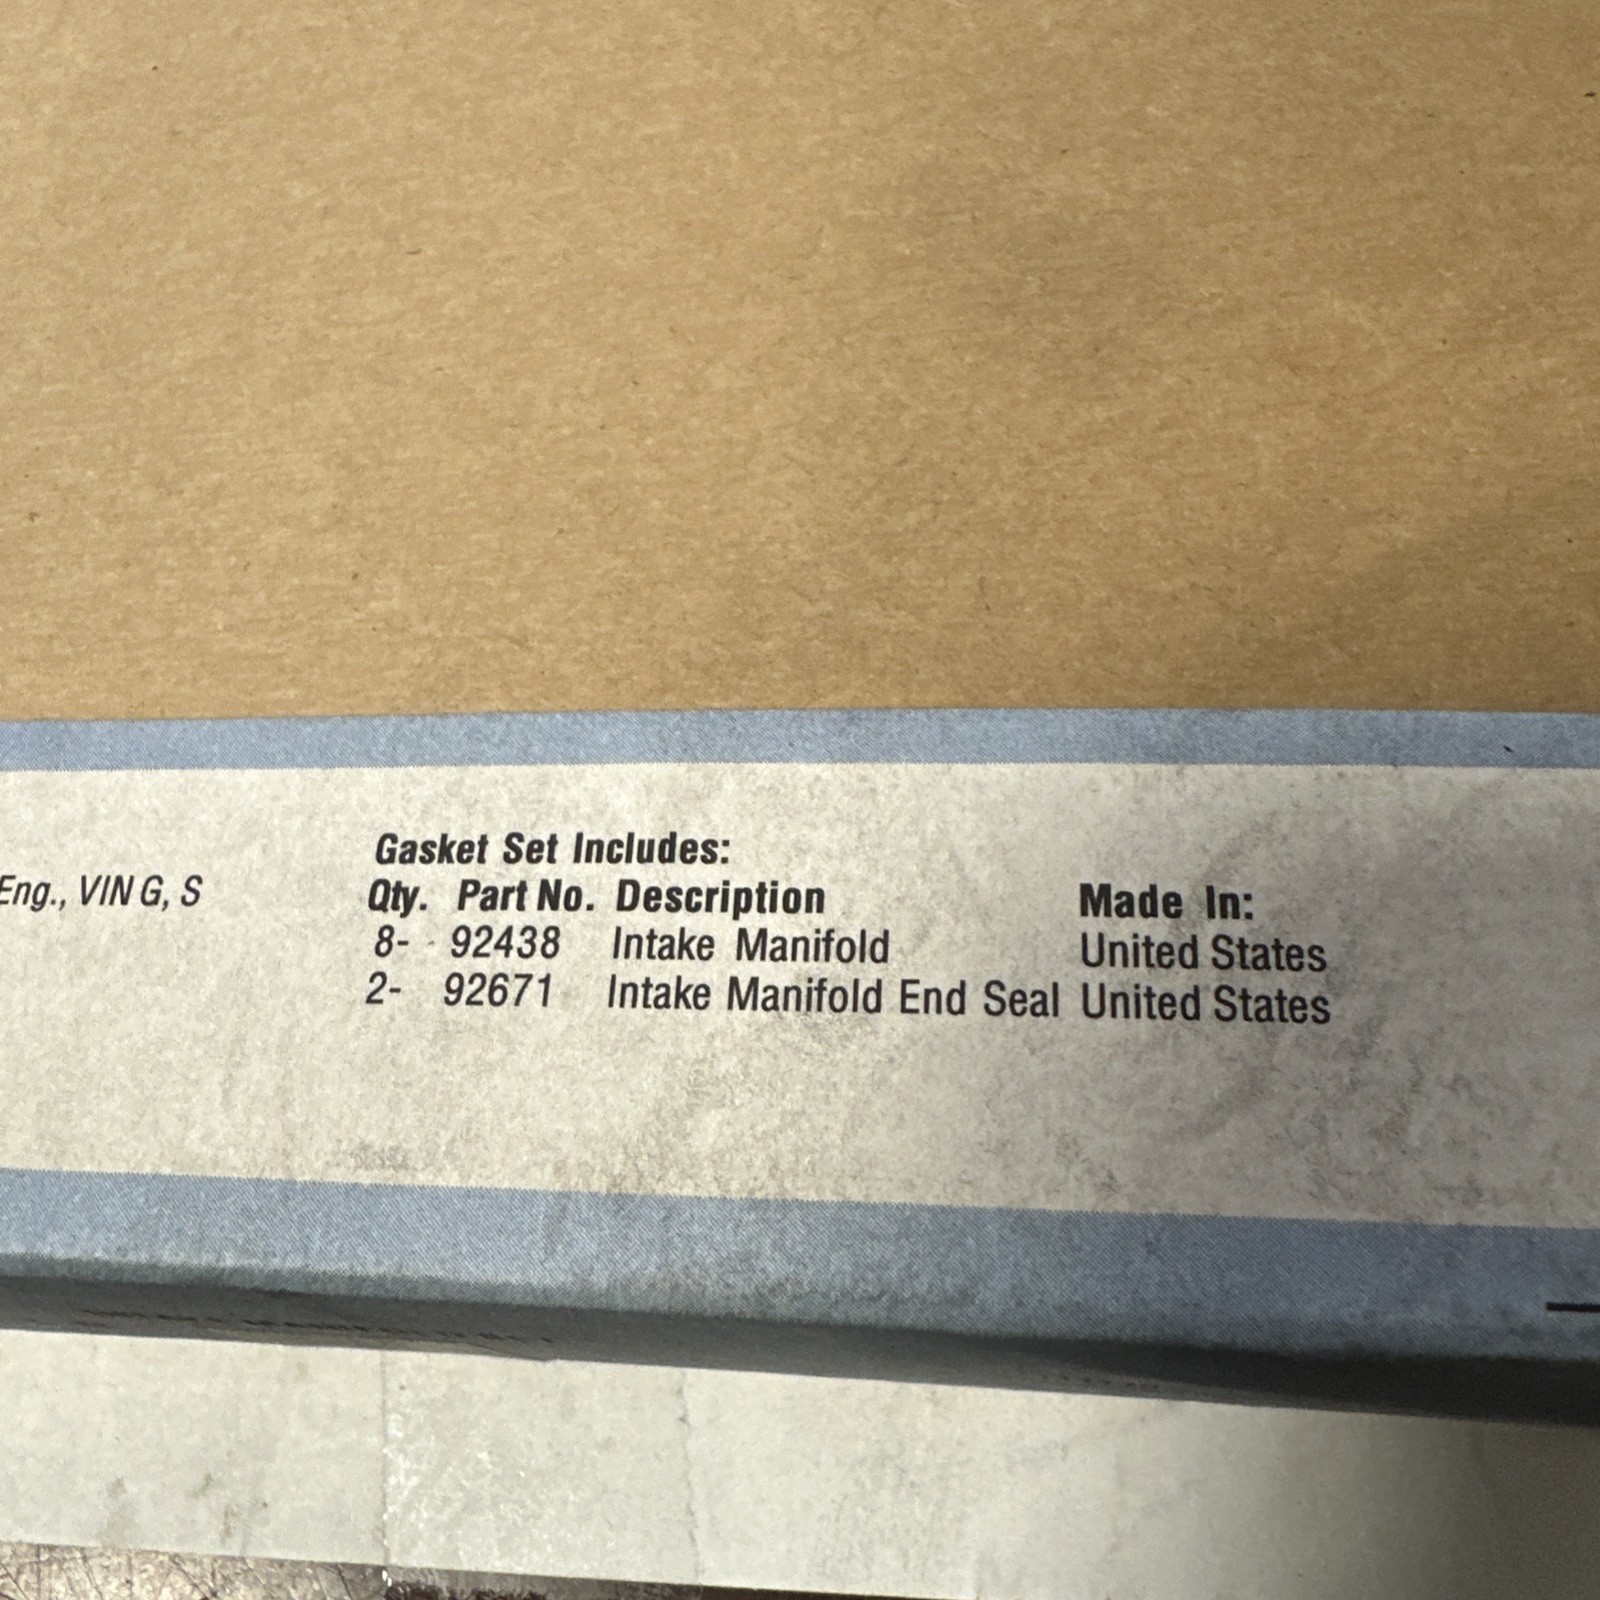 Eng., VIN G, S
Gasket Set Includes:
Qty. Part No. Description Made In:
8- 92438 Intake Manifold United States
2- 92671 Intake Manifold End Seal United States